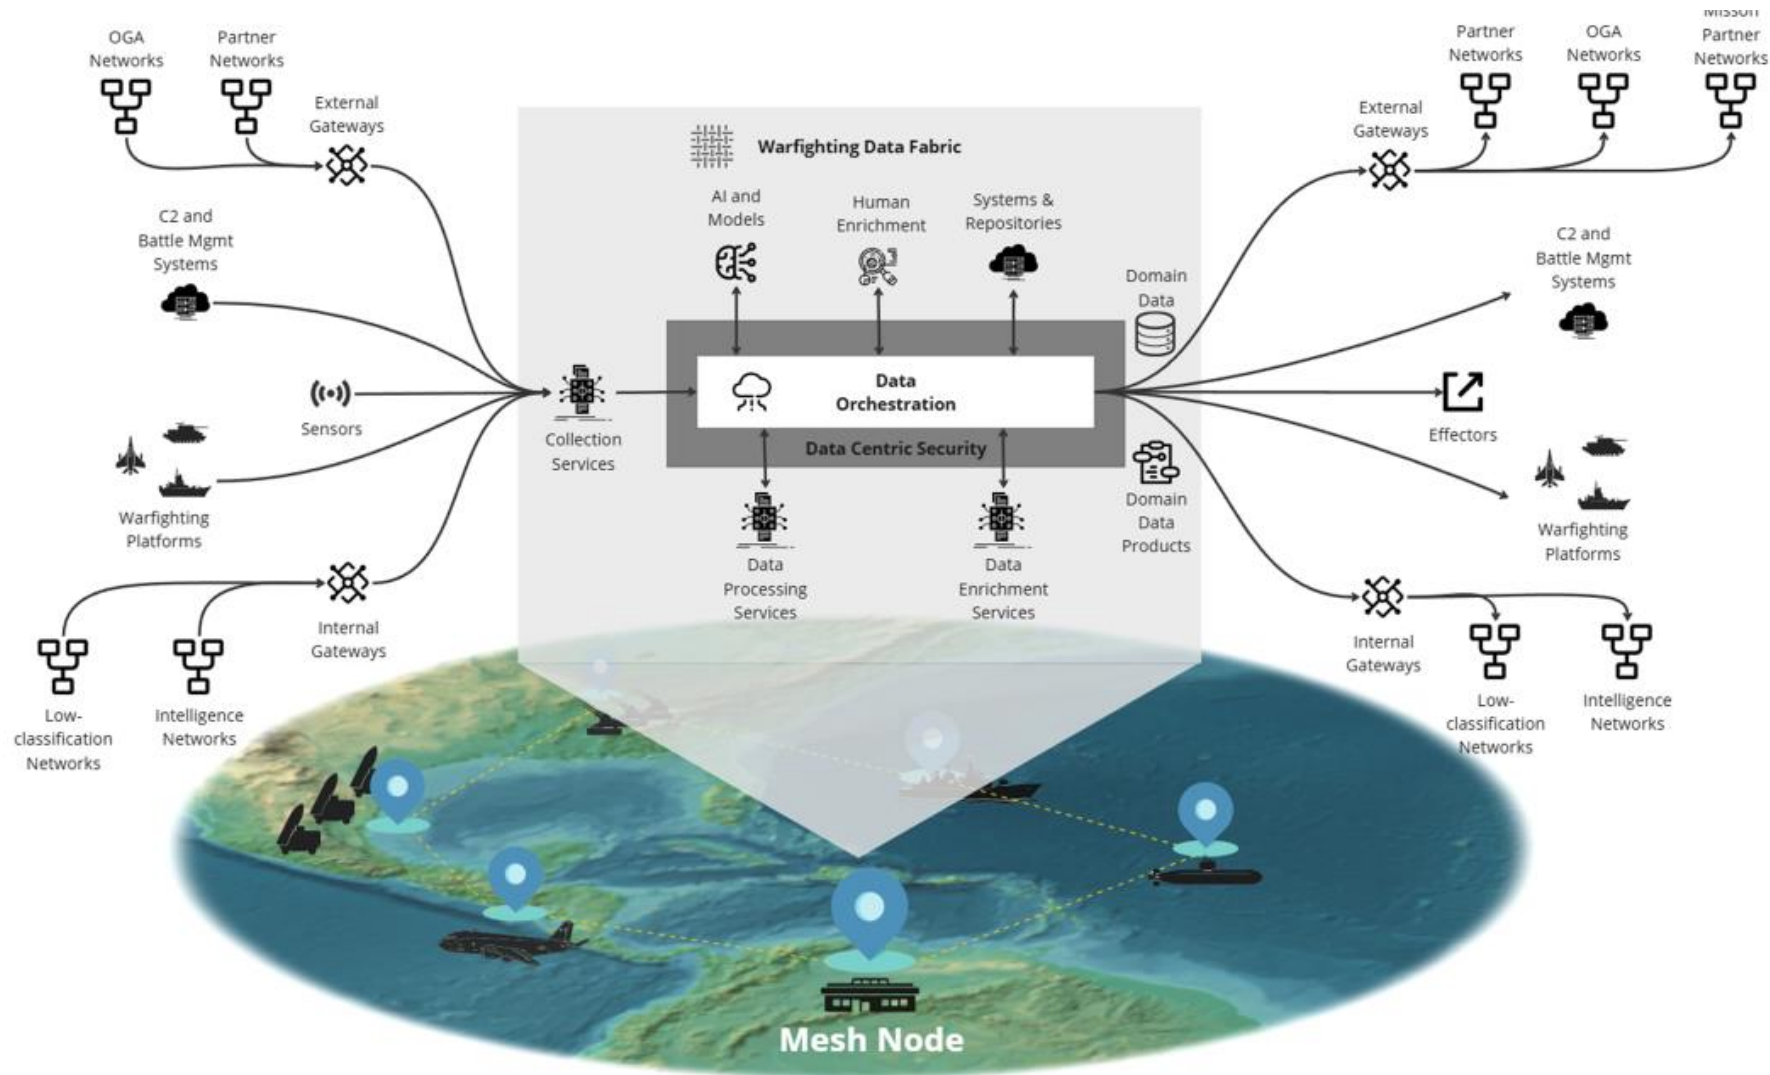 OGA
Networks
Partner
Networks
External
Gateways
C2 and
Battle Mgmt
Systems
Sensors
Warfighting
Platforms
Internal
Gateways
Low-
classification
Networks
Intelligence
Networks
Warfighting Data Fabric
AI and
Models
Human
Enrichment
Systems &
Repositories
Domain
Data
Data
Orchestration
Data Centric Security
Collection
Services
Data
Processing
Services
Data
Enrichment
Services
Domain
Data
Products
External
Gateways
Partner
Networks
OGA
Networks
Misson
Partner
Networks
C2 and
Battle Mgmt
Systems
Effectors
Warfighting
Platforms
Internal
Gateways
Low-
classification
Networks
Intelligence
Networks
Mesh Node